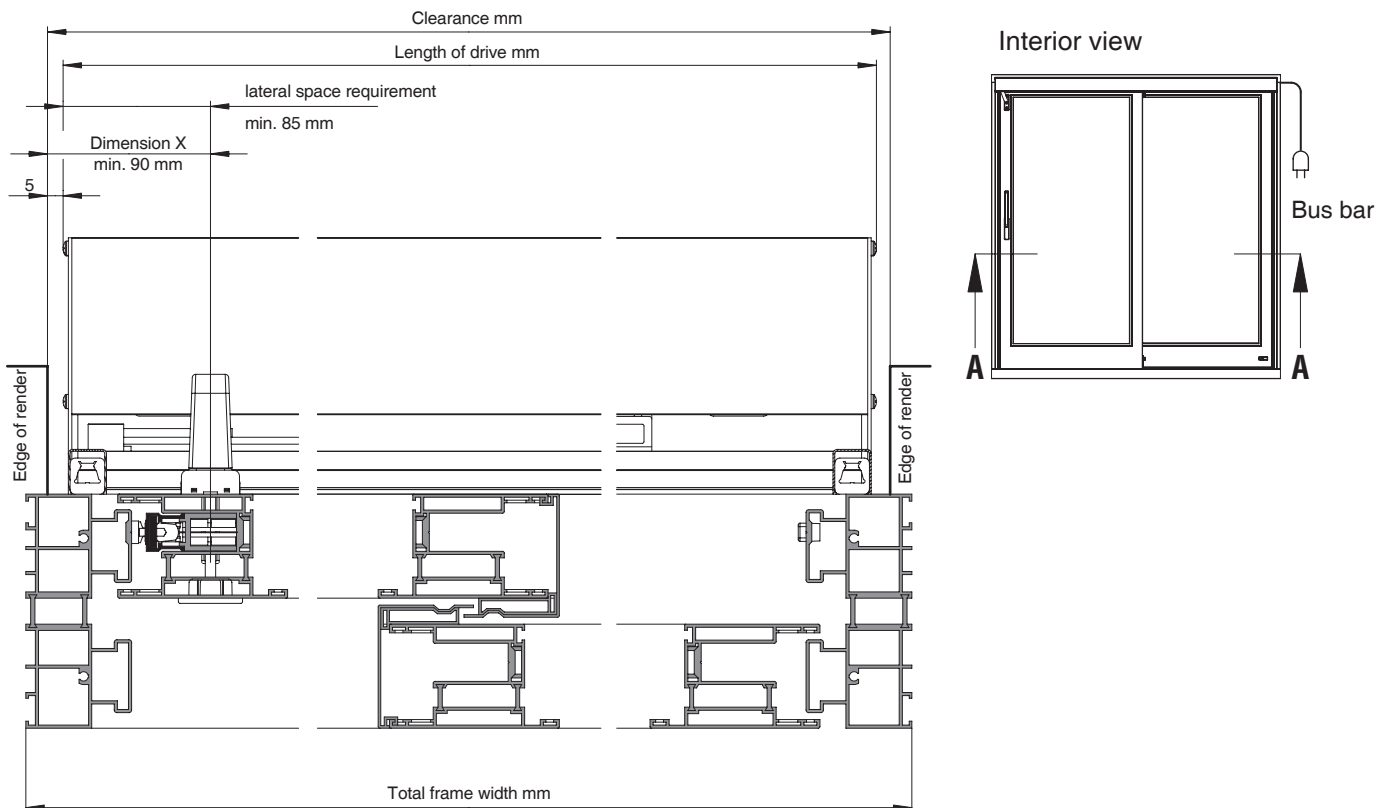 Clearance mm
Length of drive mm
lateral space requirement
min. 85 mm
Dimension X
min. 90 mm
5
Edge of render
Edge of render
Total frame width mm
Interior view
Bus bar
A
A